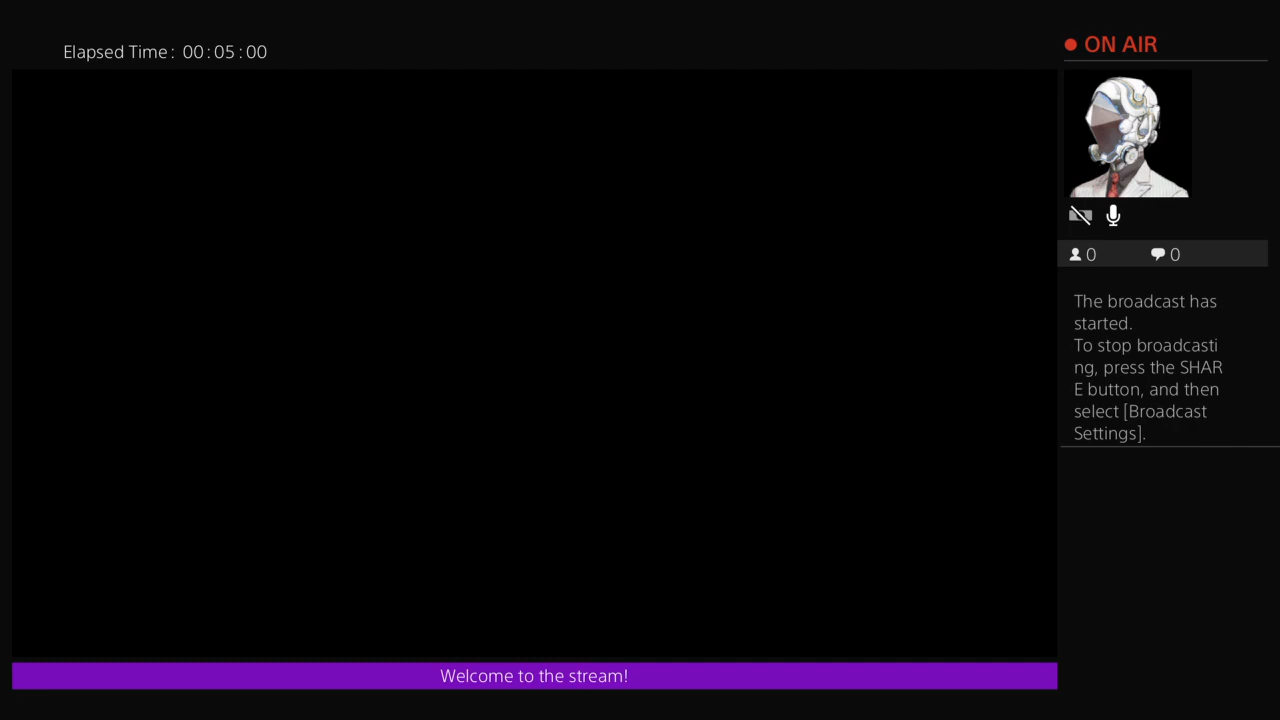 Elapsed Time: 00:05:00
ON AIR
0 0
The broadcast has
started.
To stop broadcasti
ng, press the SHAR
E button, and then
select [Broadcast
Settings].
Welcome to the stream!